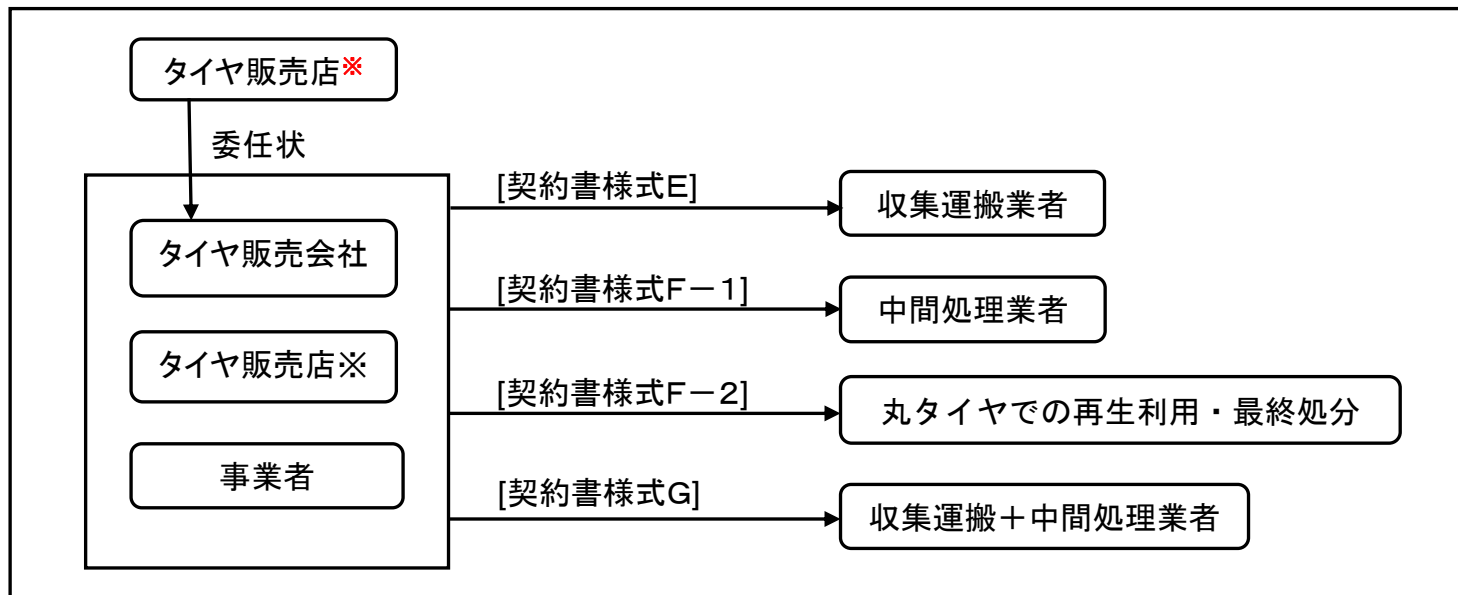 タイヤ販売店※
委任状
[契約書様式E]
収集運搬業者
タイヤ販売会社
[契約書様式F－1]
中間処理業者
タイヤ販売店※
[契約書様式F－2]
丸タイヤでの再生利用・最終処分
事業者
[契約書様式G]
収集運搬＋中間処理業者